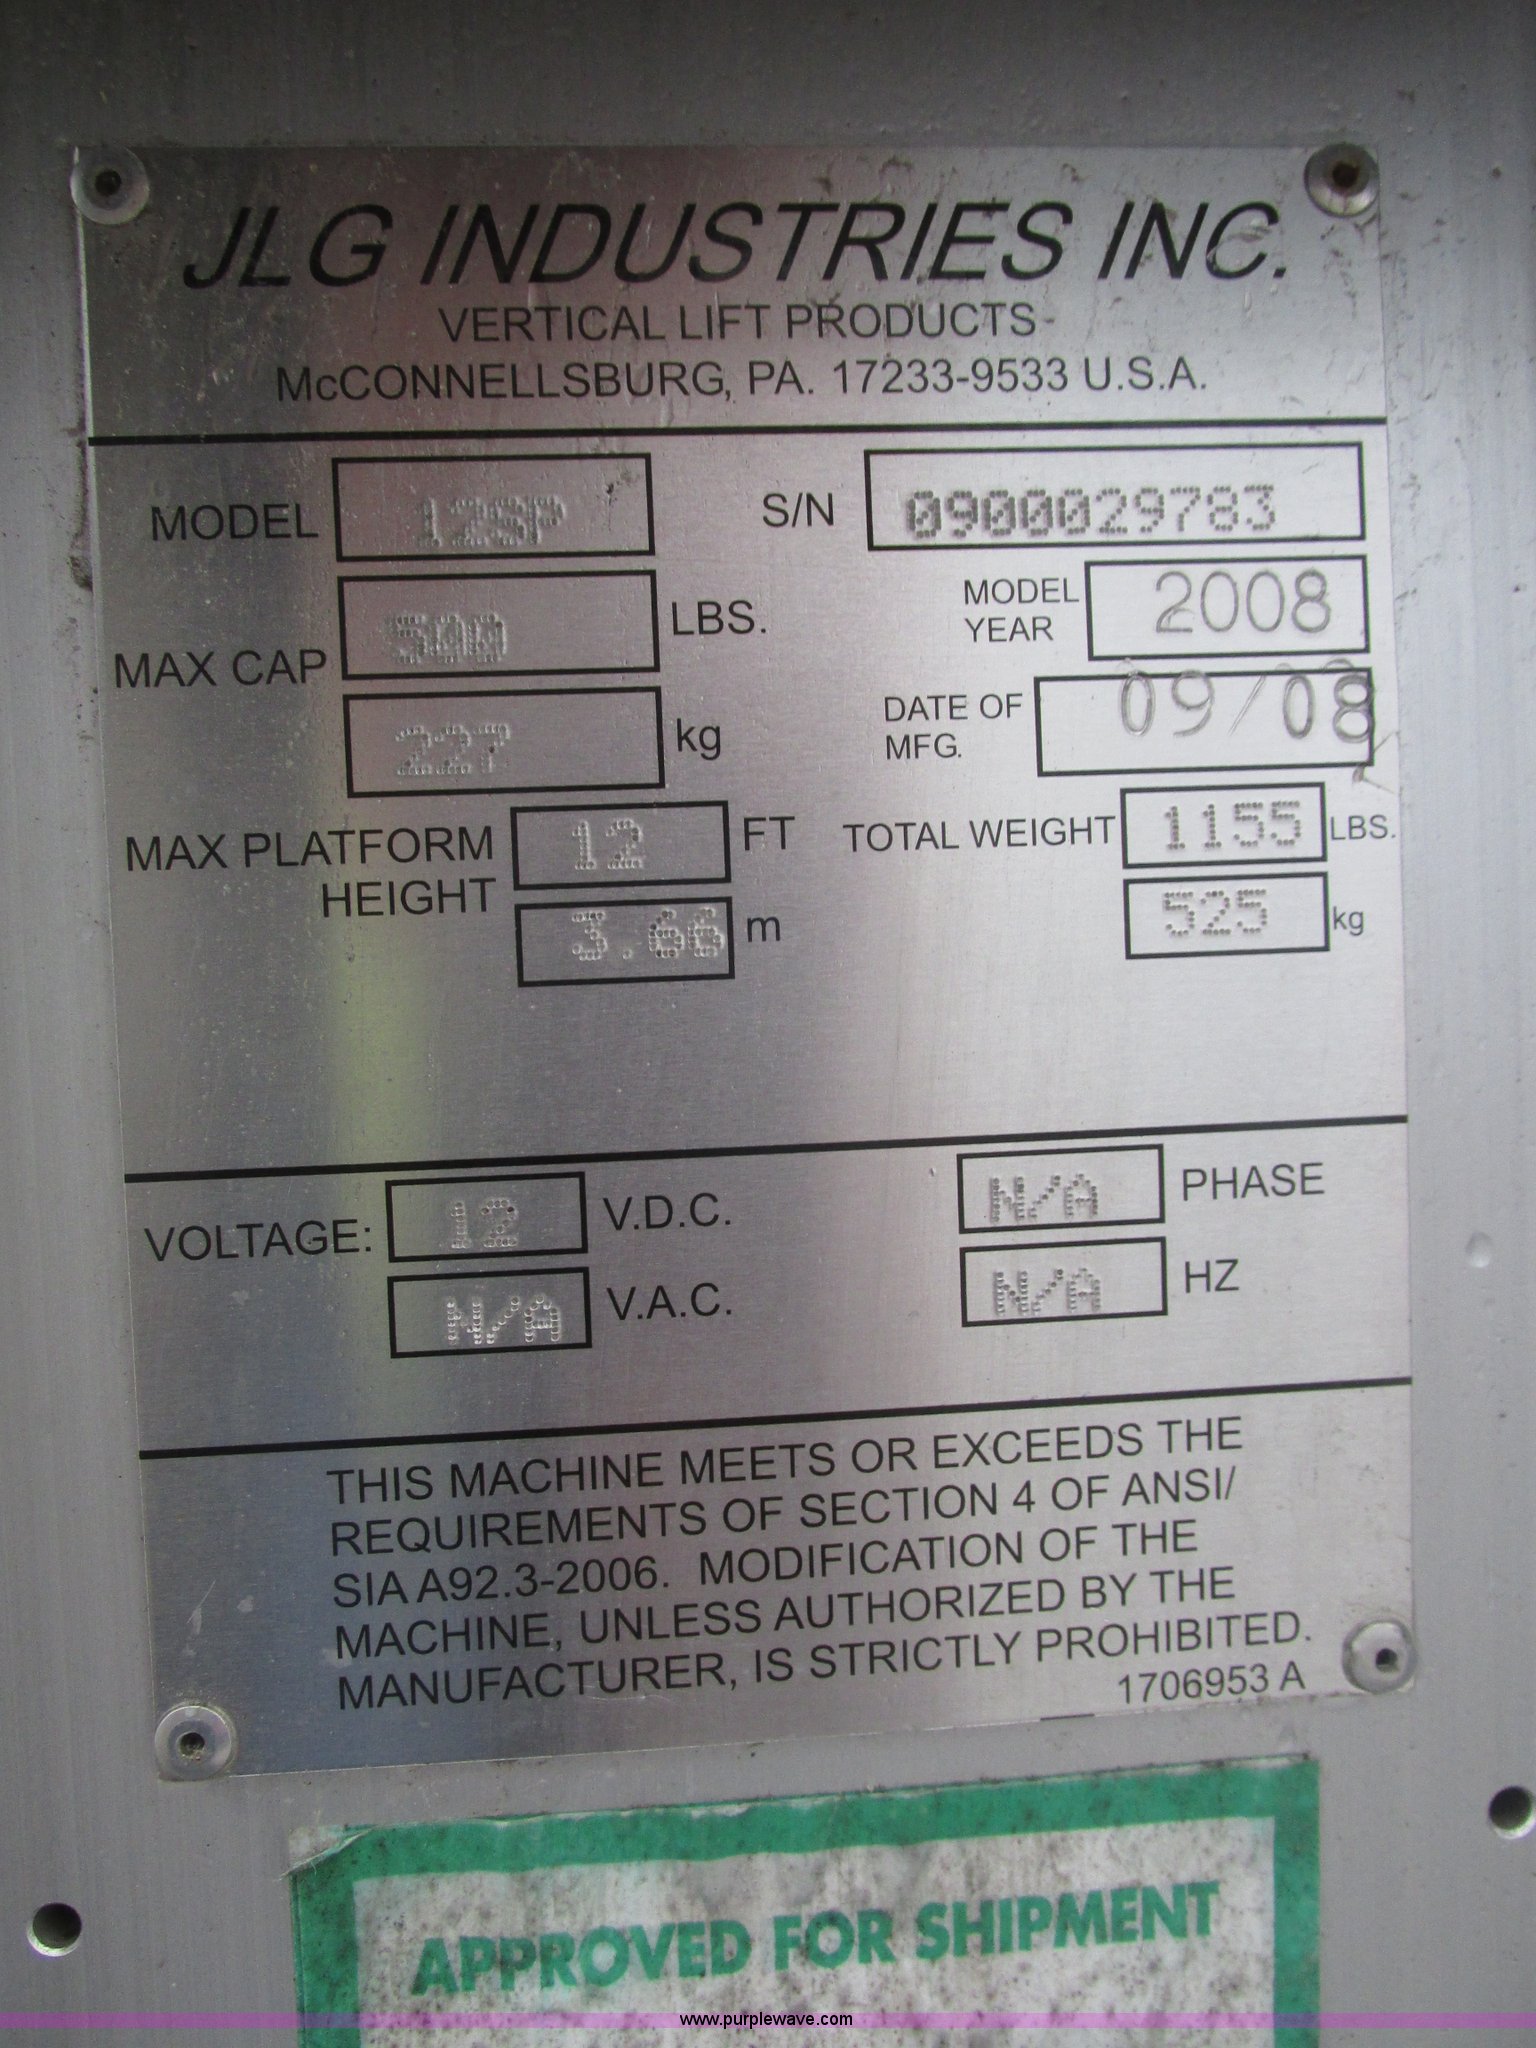 JLG INDUSTRIES INC.
VERTICAL LIFT PRODUCTS
McCONNELLSBURG, PA. 17233-9533 U.S.A.
MODEL 12SP S/N 0900029783
MAX CAP 500 LBS.
227 kg
MODEL YEAR 2008
DATE OF MFG. 09/08
MAX PLATFORM HEIGHT 12 FT
3.66 m
TOTAL WEIGHT 1155 LBS.
525 kg
VOLTAGE: 12 V.D.C.
N/A V.A.C.
N/A PHASE
N/A HZ
THIS MACHINE MEETS OR EXCEEDS THE
REQUIREMENTS OF SECTION 4 OF ANSI/
SIA A92.3-2006. MODIFICATION OF THE
MACHINE, UNLESS AUTHORIZED BY THE
MANUFACTURER, IS STRICTLY PROHIBITED.
1706953 A
APPROVED FOR SHIPMENT
www.purplewave.com